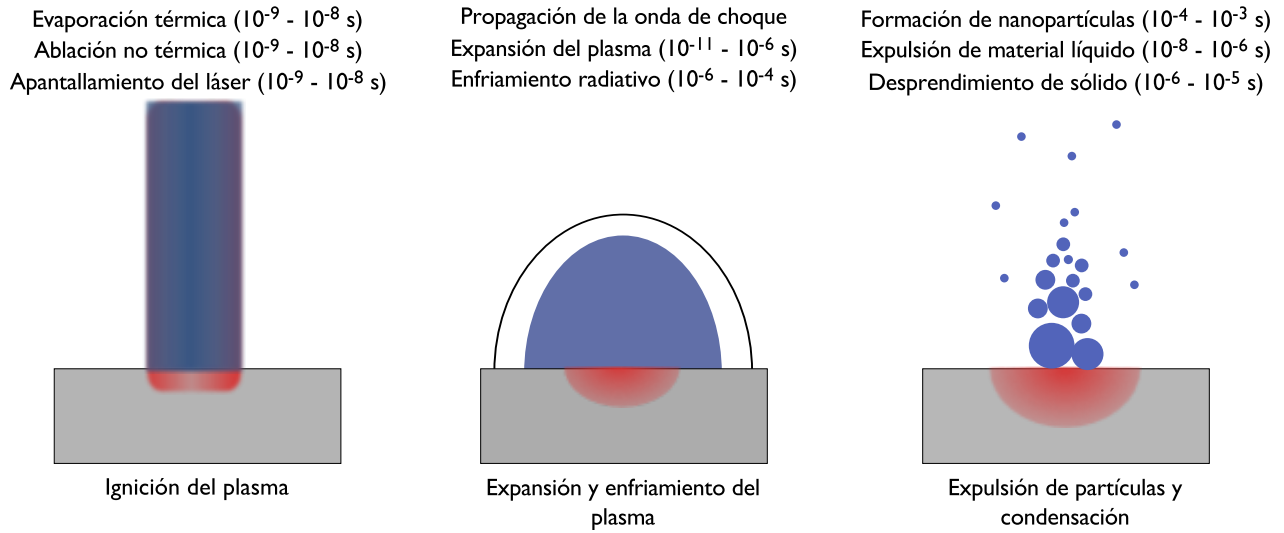 Evaporación térmica (10⁻⁹ - 10⁻⁸ s)
Ablación no térmica (10⁻⁹ - 10⁻⁸ s)
Apantallamiento del láser (10⁻⁹ - 10⁻⁸ s)
Ignición del plasma
Propagación de la onda de choque
Expansión del plasma (10⁻¹¹ - 10⁻⁶ s)
Enfriamiento radiativo (10⁻⁶ - 10⁻⁴ s)
Expansión y enfriamiento del
plasma
Formación de nanopartículas (10⁻⁴ - 10⁻³ s)
Expulsión de material líquido (10⁻⁸ - 10⁻⁶ s)
Desprendimiento de sólido (10⁻⁶ - 10⁻⁵ s)
Expulsión de partículas y
condensación